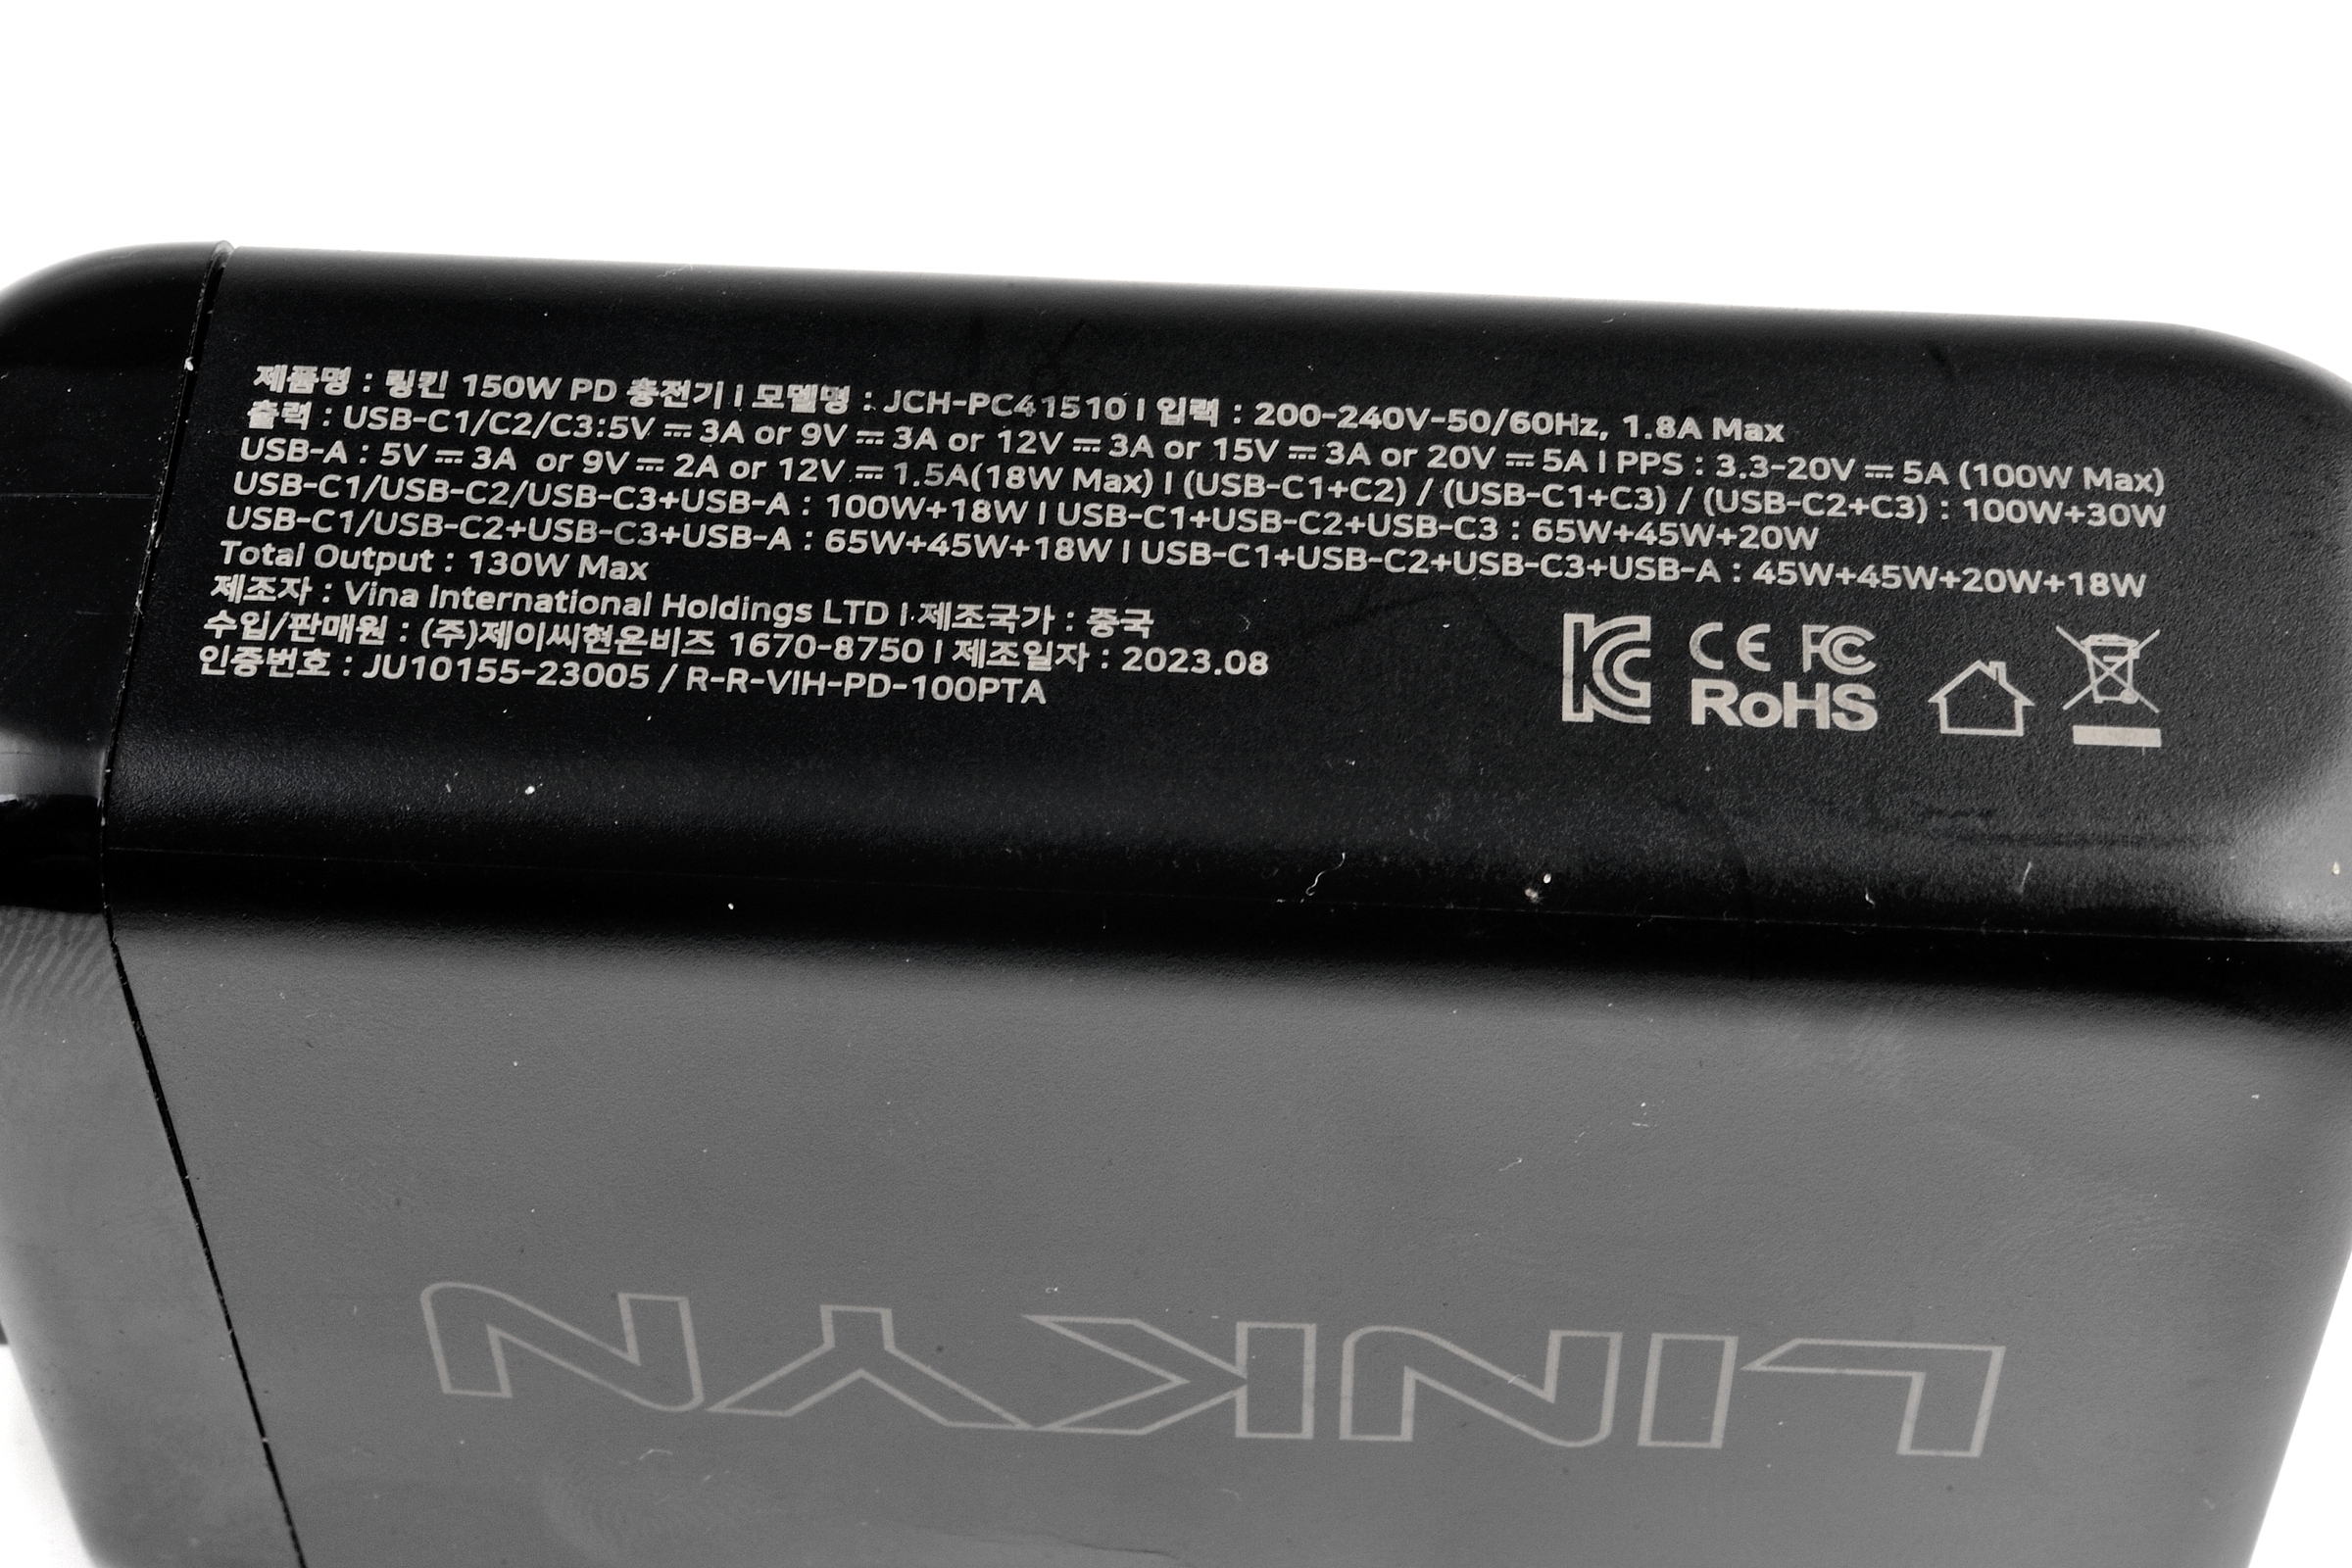 제품명 : 링킨 150W PD 충전기 | 모델명 : JCH-PC41510 | 입력 : 200-240V-50/60Hz, 1.8A Max
출력 : USB-C1/C2/C3:5V ⎓ 3A or 9V ⎓ 3A or 12V ⎓ 3A or 15V ⎓ 3A or 20V ⎓ 5A | PPS : 3.3-20V ⎓ 5A (100W Max)
USB-A : 5V ⎓ 3A or 9V ⎓ 2A or 12V ⎓ 1.5A(18W Max) | (USB-C1+C2) / (USB-C1+C3) / (USB-C2+C3) : 100W+30W
USB-C1/USB-C2/USB-C3+USB-A : 100W+18W | USB-C1+USB-C2+USB-C3 : 65W+45W+20W
USB-C1/USB-C2+USB-C3+USB-A : 65W+45W+18W | USB-C1+USB-C2+USB-C3+USB-A : 45W+45W+20W+18W
Total Output : 130W Max
제조자 : Vina International Holdings LTD | 제조국가 : 중국
수입/판매원 : (주)제이씨현온비즈 1670-8750 | 제조일자 : 2023.08
인증번호 : JU10155-23005 / R-R-VIH-PD-100PTA
KC CE FC
RoHS
LINKYN